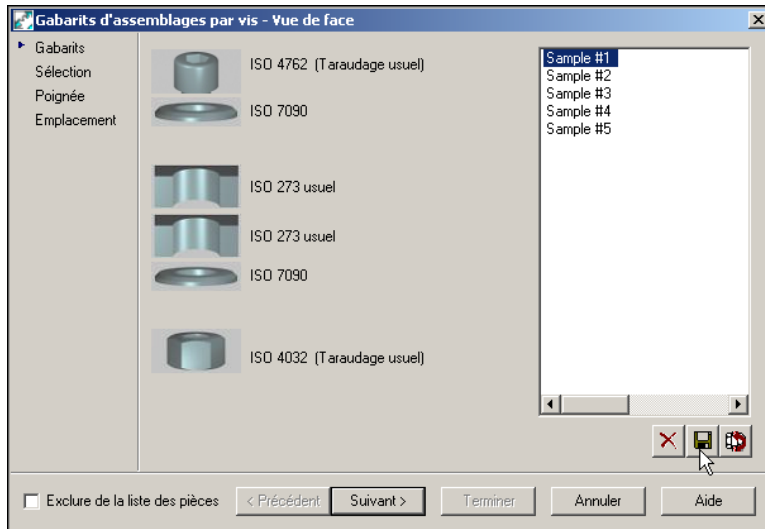 Gabarits d'assemblages par vis - Vue de face
Gabarits
Sélection
Poignée
Emplacement
ISO 4762 (Taraudage usuel)
ISO 7090
ISO 273 usuel
ISO 273 usuel
ISO 7090
ISO 4032 (Taraudage usuel)
Sample #1
Sample #2
Sample #3
Sample #4
Sample #5
Exclure de la liste des pièces
< Précédent
Suivant >
Terminer
Annuler
Aide